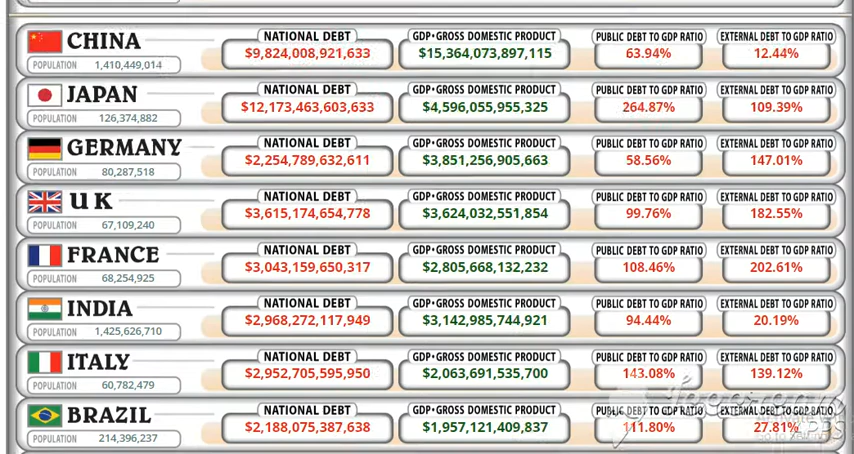 NATIONAL DEBT GDP•GROSS DOMESTIC PRODUCT PUBLIC DEBT TO GDP RATIO EXTERNAL DEBT TO GDP RATIO
CHINA $9,824,008,921,633 $15,364,073,897,115 63.94% 12.44%
POPULATION 1,410,449,014
NATIONAL DEBT GDP•GROSS DOMESTIC PRODUCT PUBLIC DEBT TO GDP RATIO EXTERNAL DEBT TO GDP RATIO
JAPAN $12,173,463,603,633 $4,596,055,955,325 264.87% 109.39%
POPULATION 126,374,882
NATIONAL DEBT GDP•GROSS DOMESTIC PRODUCT PUBLIC DEBT TO GDP RATIO EXTERNAL DEBT TO GDP RATIO
GERMANY $2,254,789,632,611 $3,851,256,905,663 58.56% 147.01%
POPULATION 80,287,518
NATIONAL DEBT GDP•GROSS DOMESTIC PRODUCT PUBLIC DEBT TO GDP RATIO EXTERNAL DEBT TO GDP RATIO
UK $3,615,174,654,778 $3,624,032,551,854 99.76% 182.55%
POPULATION 67,109,240
NATIONAL DEBT GDP•GROSS DOMESTIC PRODUCT PUBLIC DEBT TO GDP RATIO EXTERNAL DEBT TO GDP RATIO
FRANCE $3,043,159,650,317 $2,805,668,132,232 108.46% 202.61%
POPULATION 68,254,925
NATIONAL DEBT GDP•GROSS DOMESTIC PRODUCT PUBLIC DEBT TO GDP RATIO EXTERNAL DEBT TO GDP RATIO
INDIA $2,968,272,117,949 $3,142,985,744,921 94.44% 20.19%
POPULATION 1,425,626,710
NATIONAL DEBT GDP•GROSS DOMESTIC PRODUCT PUBLIC DEBT TO GDP RATIO EXTERNAL DEBT TO GDP RATIO
ITALY $2,952,705,595,950 $2,063,691,535,700 143.08% 139.12%
POPULATION 60,782,479
NATIONAL DEBT GDP•GROSS DOMESTIC PRODUCT PUBLIC DEBT TO GDP RATIO EXTERNAL DEBT TO GDP RATIO
BRAZIL $2,188,075,387,638 $1,957,121,409,837 111.80% 27.81%
POPULATION 214,396,237